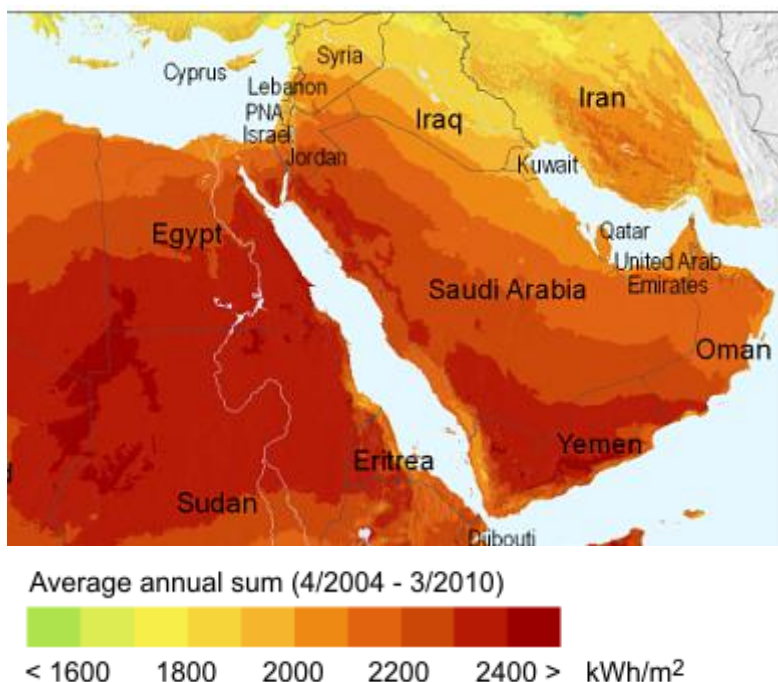 Syria
Cyprus
Lebanon
Iran
PNA
Iraq
Israel
Jordan
Kuwait
Egypt
Qatar
United Arab
Emirates
Saudi Arabia
Oman
Yemen
Eritrea
Sudan
Djibouti
d
Average annual sum (4/2004 - 3/2010)
< 1600 1800 2000 2200 2400 > kWh/m²